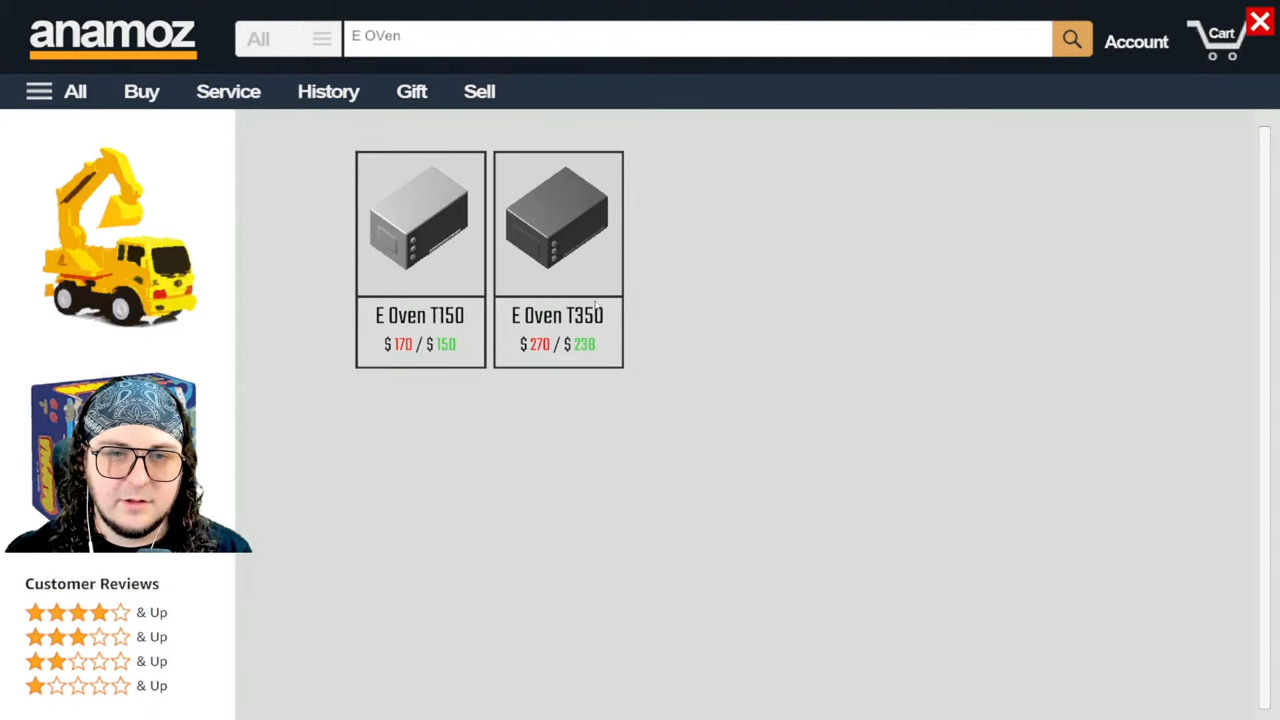 anamoz
All
E OVen
Account
Cart
All
Buy
Service
History
Gift
Sell
E Oven T150
$ 170 / $ 150
E Oven T350
$ 270 / $ 238
Customer Reviews
& Up
& Up
& Up
& Up